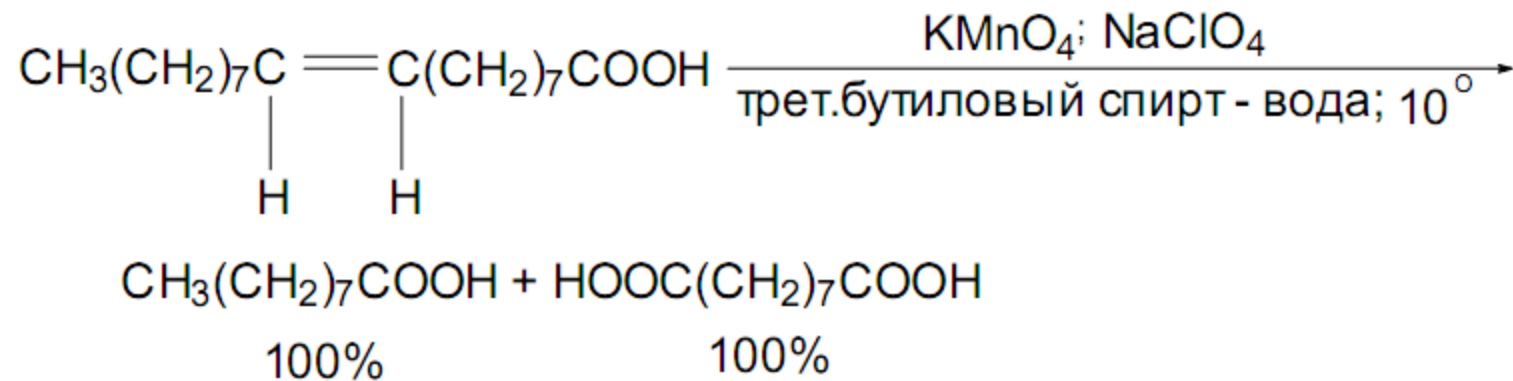 KMnO₄; NaClO₄
CH₃(CH₂)₇C C(CH₂)₇COOH
трет.бутиловый спирт - вода; 10°
H H
CH₃(CH₂)₇COOH + HOOC(CH₂)₇COOH
100% 100%